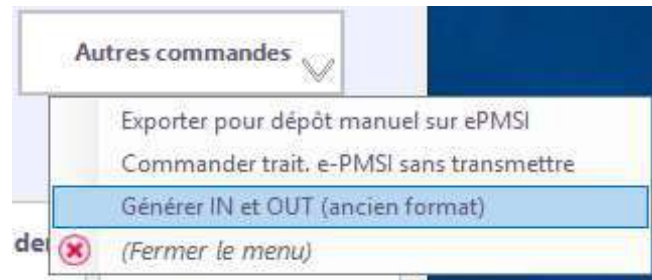 Autres commandes
Exporter pour dépôt manuel sur ePMSI
Commander trait. e-PMSI sans transmettre
Générer IN et OUT (ancien format)
(Fermer le menu)